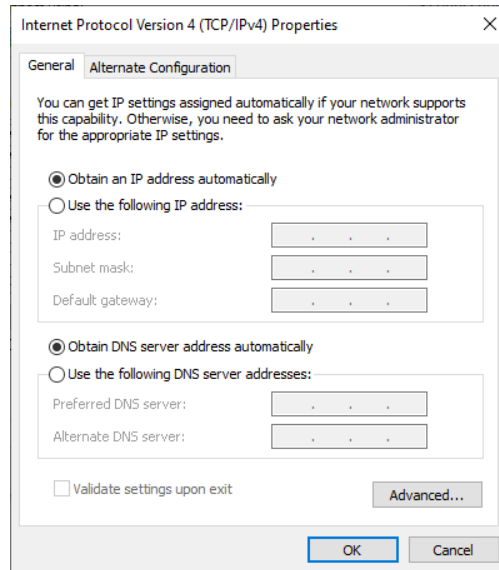 Internet Protocol Version 4 (TCP/IPv4) Properties
General
Alternate Configuration
You can get IP settings assigned automatically if your network supports
this capability. Otherwise, you need to ask your network administrator
for the appropriate IP settings.
Obtain an IP address automatically
Use the following IP address:
IP address:
Subnet mask:
Default gateway:
Obtain DNS server address automatically
Use the following DNS server addresses:
Preferred DNS server:
Alternate DNS server:
Validate settings upon exit
Advanced...
OK
Cancel